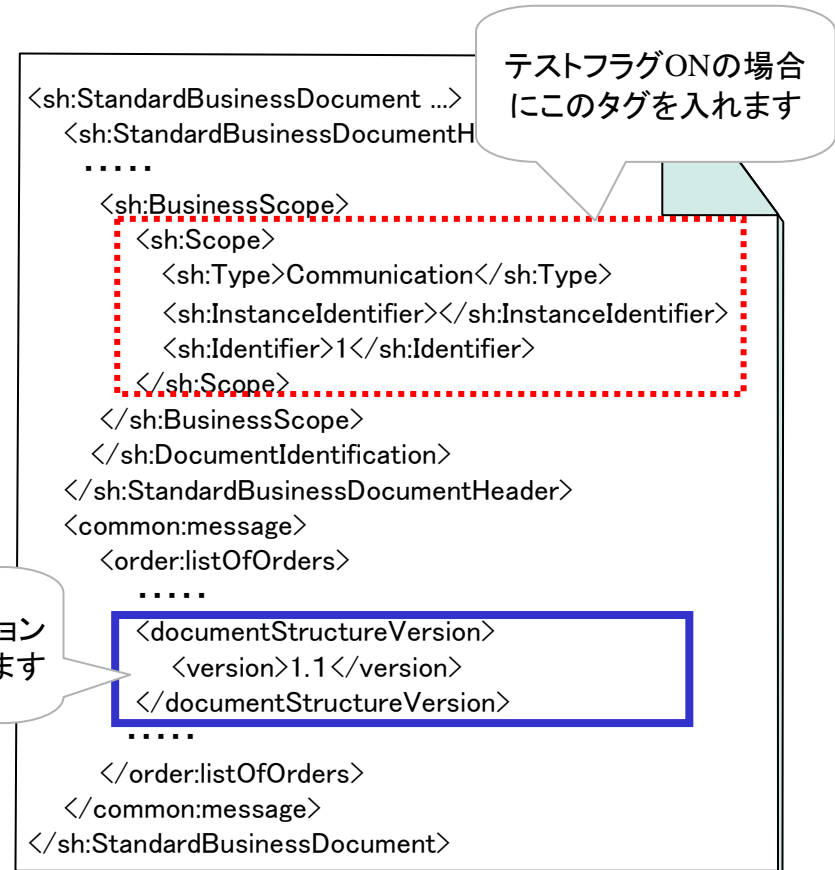 テストフラグONの場合
にこのタグを入れます
<sh:StandardBusinessDocument ...>
<sh:StandardBusinessDocumentH
・・・・・
<sh:BusinessScope>
<sh:Scope>
<sh:Type>Communication</sh:Type>
<sh:InstanceIdentifier></sh:InstanceIdentifier>
<sh:Identifier>1</sh:Identifier>
</sh:Scope>
</sh:BusinessScope>
</sh:DocumentIdentification>
</sh:StandardBusinessDocumentHeader>
<common:message>
<order:listOfOrders>
・・・・・
ョン
ます
<documentStructureVersion>
<version>1.1</version>
</documentStructureVersion>
・・・・・
</order:listOfOrders>
</common:message>
</sh:StandardBusinessDocument>